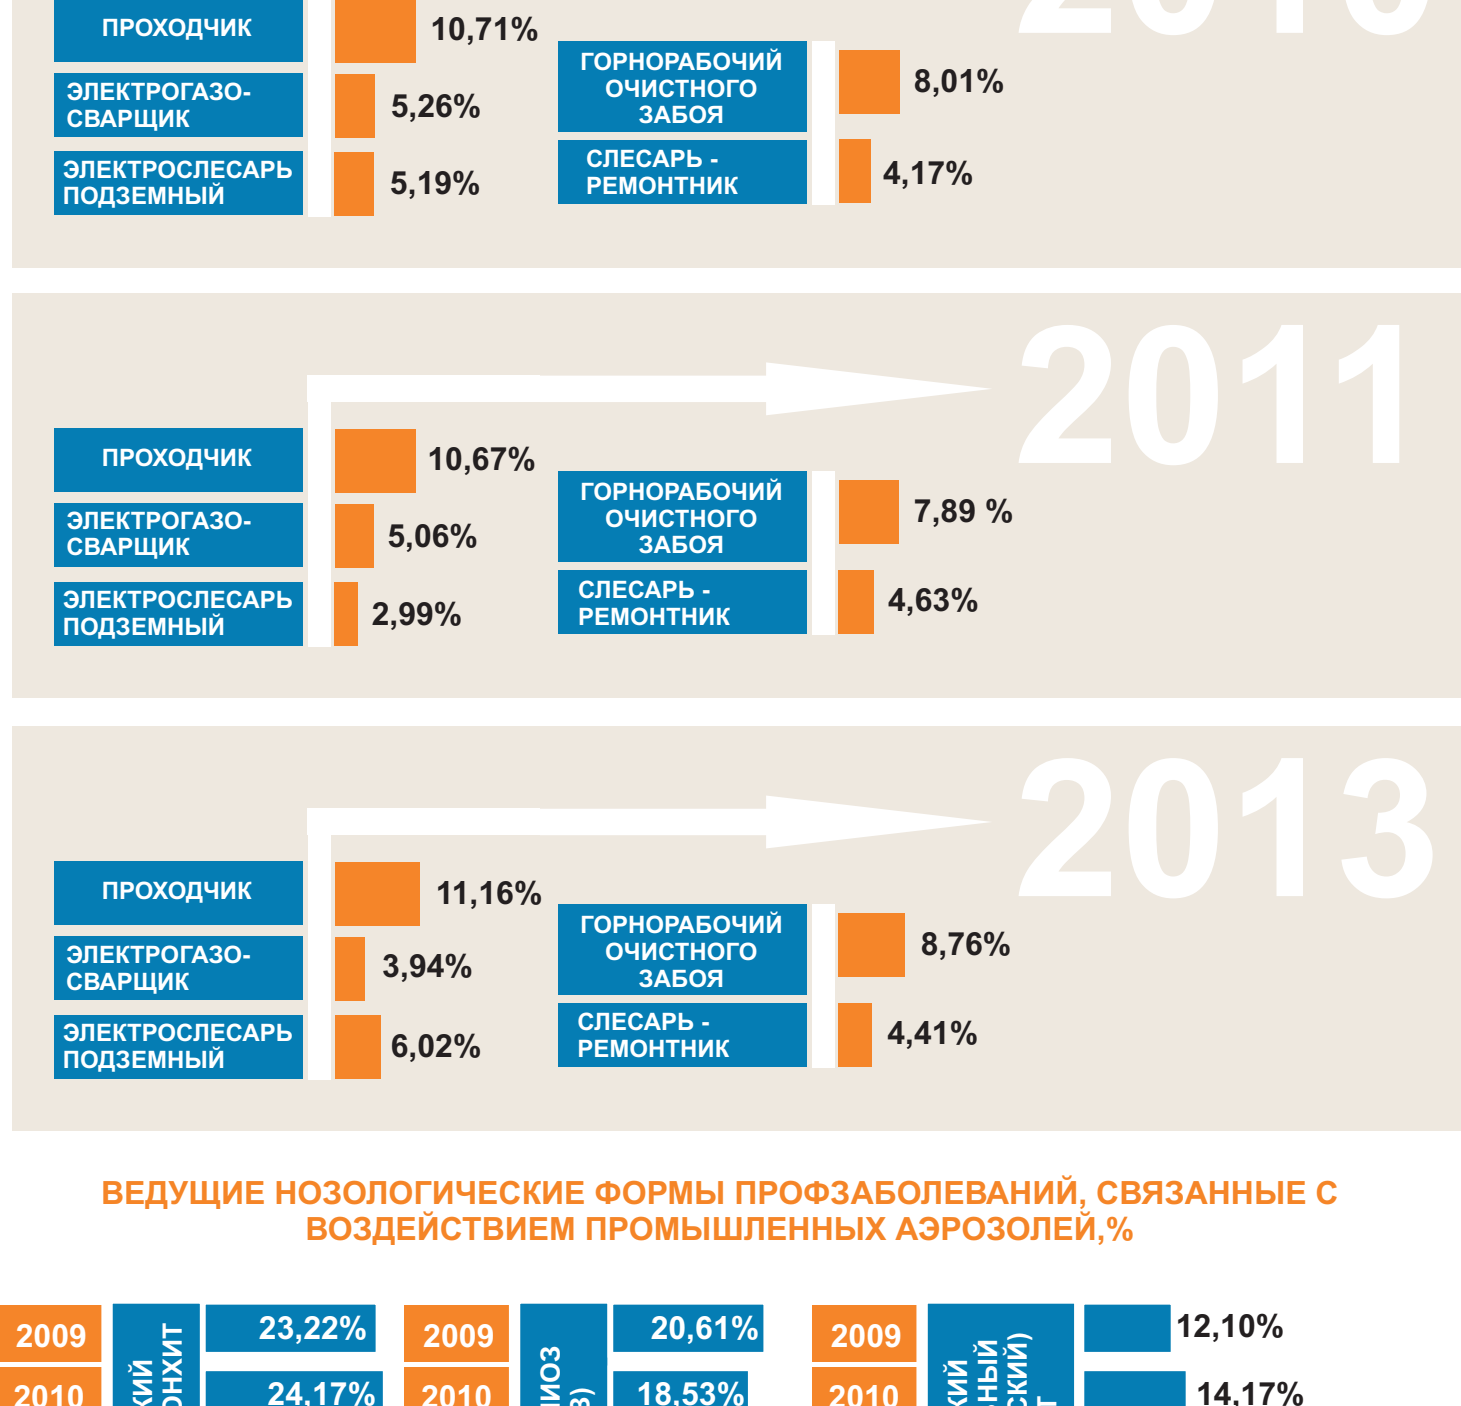 ПРОХОДЧИК
10,71%
ЭЛЕКТРОГАЗО-
СВАРЩИК
5,26%
ЭЛЕКТРОСЛЕСАРЬ
ПОДЗЕМНЫЙ
5,19%
ГОРНОРАБОЧИЙ
ОЧИСТНОГО
ЗАБОЯ
8,01%
СЛЕСАРЬ -
РЕМОНТНИК
4,17%
2011
ПРОХОДЧИК
10,67%
ЭЛЕКТРОГАЗО-
СВАРЩИК
5,06%
ЭЛЕКТРОСЛЕСАРЬ
ПОДЗЕМНЫЙ
2,99%
ГОРНОРАБОЧИЙ
ОЧИСТНОГО
ЗАБОЯ
7,89 %
СЛЕСАРЬ -
РЕМОНТНИК
4,63%
2013
ПРОХОДЧИК
11,16%
ЭЛЕКТРОГАЗО-
СВАРЩИК
3,94%
ЭЛЕКТРОСЛЕСАРЬ
ПОДЗЕМНЫЙ
6,02%
ГОРНОРАБОЧИЙ
ОЧИСТНОГО
ЗАБОЯ
8,76%
СЛЕСАРЬ -
РЕМОНТНИК
4,41%
ВЕДУЩИЕ НОЗОЛОГИЧЕСКИЕ ФОРМЫ ПРОФЗАБОЛЕВАНИЙ, СВЯЗАННЫЕ С
ВОЗДЕЙСТВИЕМ ПРОМЫШЛЕННЫХ АЭРОЗОЛЕЙ,%
2009
23,22%
2010
24,17%
2009
20,61%
2010
18,53%
2009
12,10%
2010
14,17%